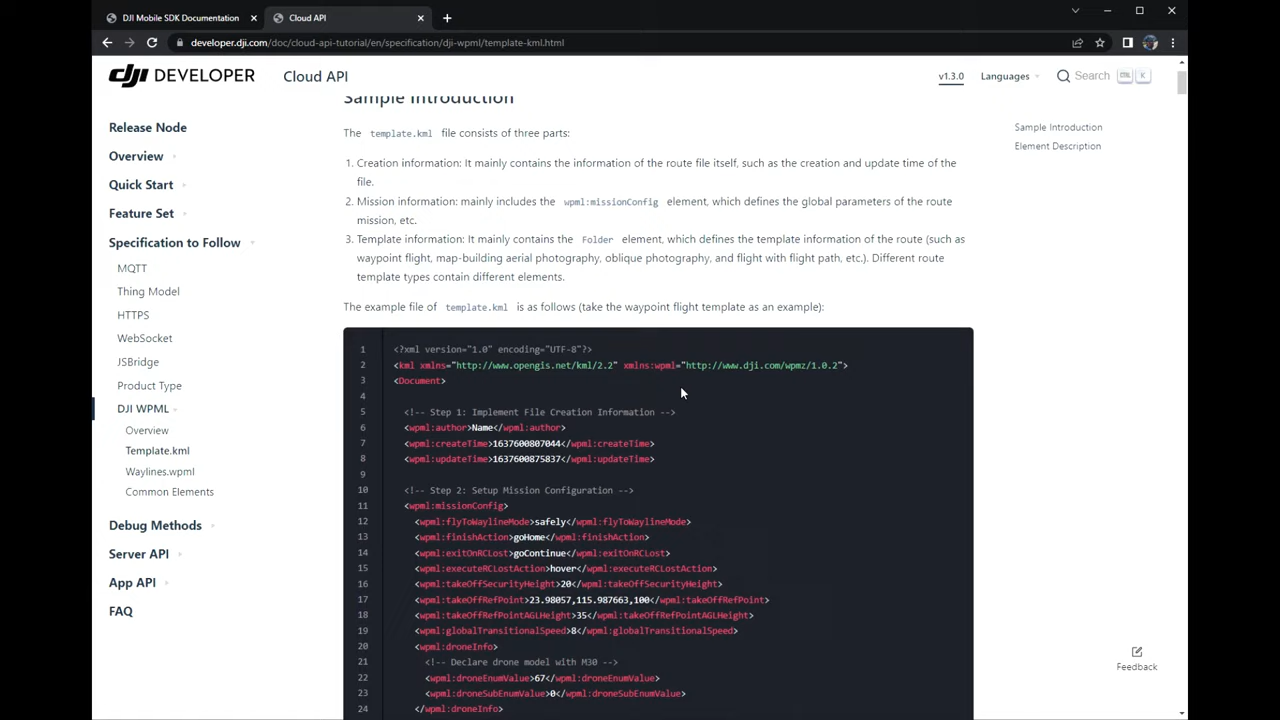 DJI Mobile SDK Documentation
Cloud API
developer.dji.com/doc/cloud-api-tutorial/en/specification/dji-wpml/template-kml.html
dji DEVELOPER
Cloud API
v1.3.0
Languages
Search
K
Release Node
Overview
Quick Start
Feature Set
Specification to Follow
MQTT
Thing Model
HTTPS
WebSocket
JSBridge
Product Type
DJI WPML
Overview
Template.kml
Waylines.wpml
Common Elements
Debug Methods
Server API
App API
FAQ
Sample Introduction
The template.kml file consists of three parts:
1. Creation information: It mainly contains the information of the route file itself, such as the creation and update time of the
file.
2. Mission information: mainly includes the wpml:missionConfig element, which defines the global parameters of the route
mission, etc.
3. Template information: It mainly contains the Folder element, which defines the template information of the route (such as
waypoint flight, map-building aerial photography, oblique photography, and flight with flight path, etc.). Different route
template types contain different elements.
The example file of template.kml is as follows (take the waypoint flight template as an example):
1 <?xml version="1.0" encoding="UTF-8"?>
2 <kml xmlns="http://www.opengis.net/kml/2.2" xmlns:wpml="http://www.dji.com/wpmz/1.0.2">
3 <Document>
4
5 <!-- Step 1: Implement File Creation Information -->
6 <wpml:author>Name</wpml:author>
7 <wpml:createTime>1637600807044</wpml:createTime>
8 <wpml:updateTime>1637600875837</wpml:updateTime>
9
10 <!-- Step 2: Setup Mission Configuration -->
11 <wpml:missionConfig>
12 <wpml:flyToWaylineMode>safely</wpml:flyToWaylineMode>
13 <wpml:finishAction>goHome</wpml:finishAction>
14 <wpml:exitOnRCLost>goContinue</wpml:exitOnRCLost>
15 <wpml:executeRCLostAction>hover</wpml:executeRCLostAction>
16 <wpml:takeOffSecurityHeight>20</wpml:takeOffSecurityHeight>
17 <wpml:takeOffRefPoint>23.98057,115.987663,100</wpml:takeOffRefPoint>
18 <wpml:takeOffRefPointAGLHeight>35</wpml:takeOffRefPointAGLHeight>
19 <wpml:globalTransitionalSpeed>8</wpml:globalTransitionalSpeed>
20 <wpml:droneInfo>
21 <!-- Declare drone model with M30 -->
22 <wpml:droneEnumValue>67</wpml:droneEnumValue>
23 <wpml:droneSubEnumValue>0</wpml:droneSubEnumValue>
24 </wpml:droneInfo>
Sample Introduction
Element Description
Feedback